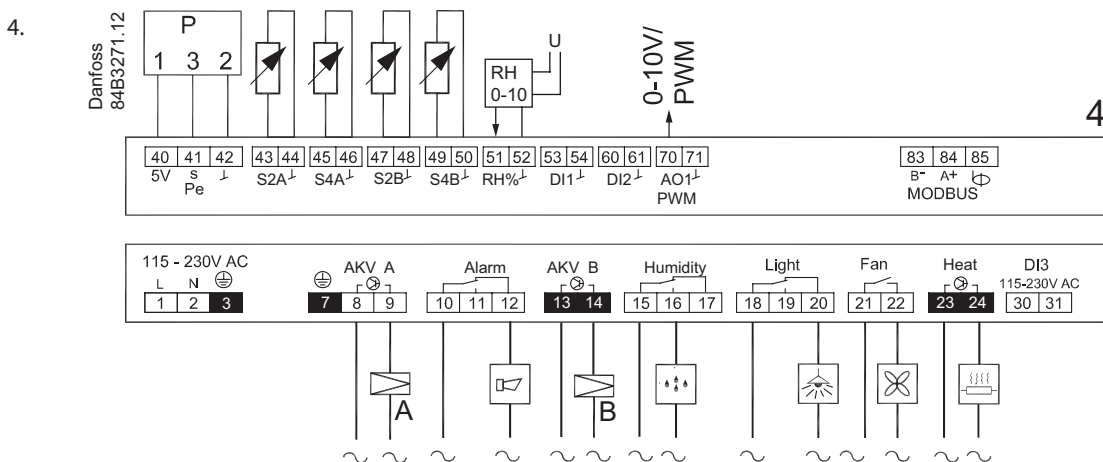 4.
Danfoss
84B3271.12
P
1 3 2
U
RH
0-10
0-10V/
PWM
4
40 41 42 43 44 45 46 47 48 49 50 51 52 53 54 60 61 70 71 83 84 85
5V s S2A S4A S2B S4B RH% DI1 DI2 AO1 B- A+
Pe PWM MODBUS
115 - 230V AC AKV A Alarm AKV B Humidity Light Fan Heat DI3
L N 115-230V AC
1 2 3 7 8 9 10 11 12 13 14 15 16 17 18 19 20 21 22 23 24 30 31
A B